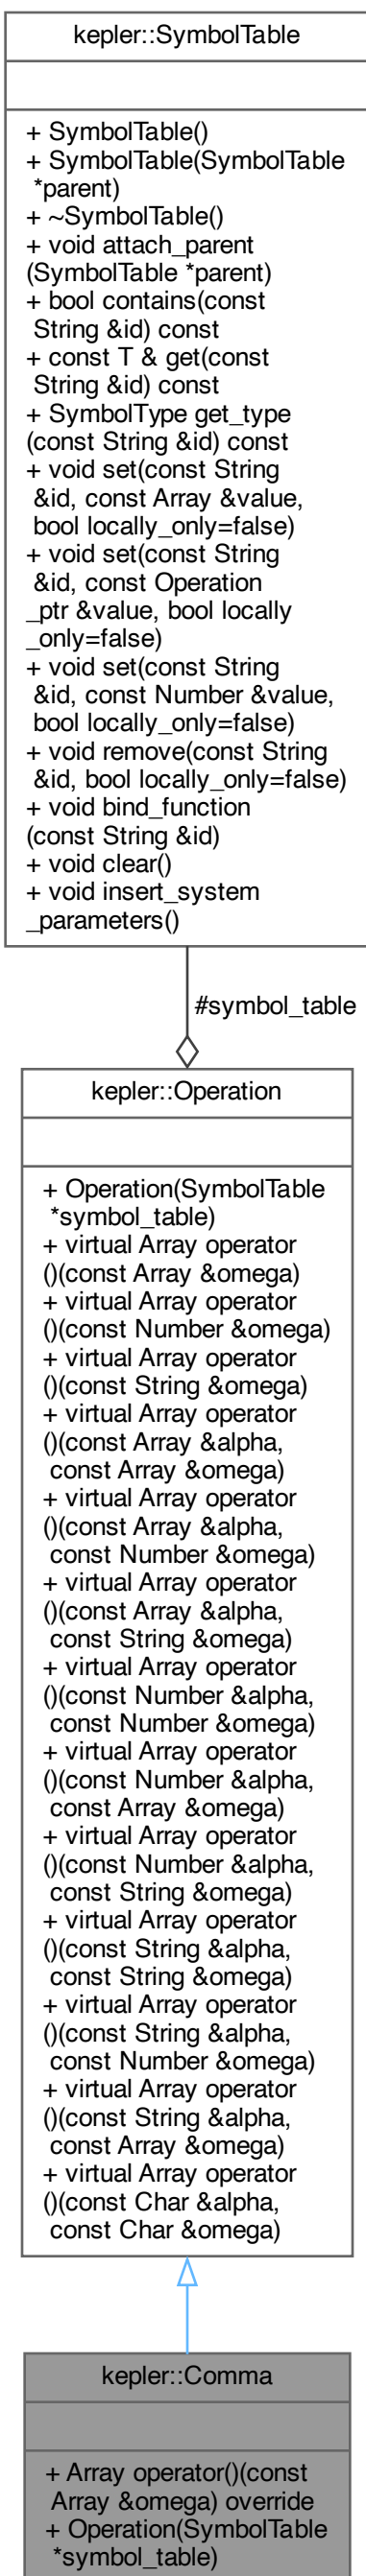 kepler::SymbolTable
+ SymbolTable()
+ SymbolTable(SymbolTable
*parent)
+ ~SymbolTable()
+ void attach_parent
(SymbolTable *parent)
+ bool contains(const
String &id) const
+ const T & get(const
String &id) const
+ SymbolType get_type
(const String &id) const
+ void set(const String
&id, const Array &value,
bool locally_only=false)
+ void set(const String
&id, const Operation
_ptr &value, bool locally
_only=false)
+ void set(const String
&id, const Number &value,
bool locally_only=false)
+ void remove(const String
&id, bool locally_only=false)
+ void bind_function
(const String &id)
+ void clear()
+ void insert_system
_parameters()
#symbol_table
kepler::Operation
+ Operation(SymbolTable
*symbol_table)
+ virtual Array operator
()(const Array &omega)
+ virtual Array operator
()(const Number &omega)
+ virtual Array operator
()(const String &omega)
+ virtual Array operator
()(const Array &alpha,
const Array &omega)
+ virtual Array operator
()(const Array &alpha,
const Number &omega)
+ virtual Array operator
()(const Array &alpha,
const String &omega)
+ virtual Array operator
()(const Number &alpha,
const Number &omega)
+ virtual Array operator
()(const Number &alpha,
const Array &omega)
+ virtual Array operator
()(const Number &alpha,
const String &omega)
+ virtual Array operator
()(const String &alpha,
const String &omega)
+ virtual Array operator
()(const String &alpha,
const Number &omega)
+ virtual Array operator
()(const String &alpha,
const Array &omega)
+ virtual Array operator
()(const Char &alpha,
const Char &omega)
kepler::Comma
+ Array operator()(const
Array &omega) override
+ Operation(SymbolTable
*symbol_table)